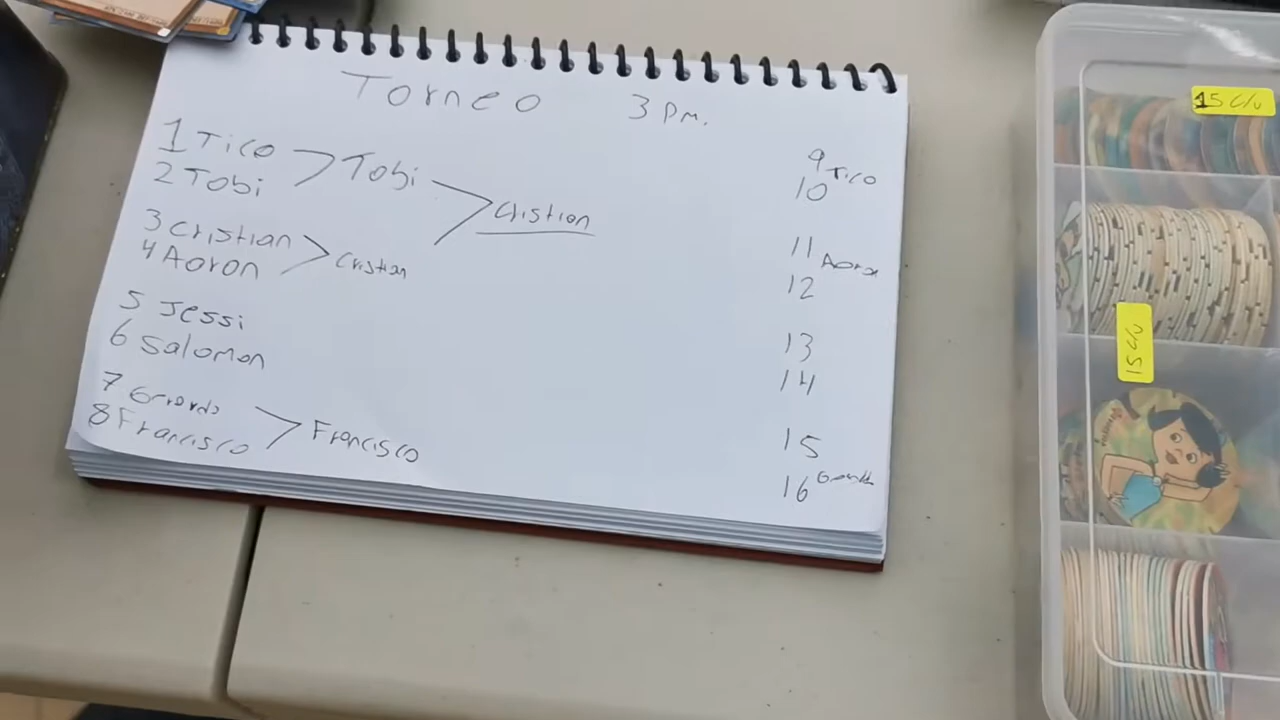 Torneo 3 Pm.
1 Tico
2 Tobi
Tobi
3 Cristian
4 Aaron
Cristian
Cristian
5 Jessi
6 Salomon
8 Francisco
7
Francisco
9
Tico
10
11
Aaron
12
13
14
15
16
15 c/u
15 c/u